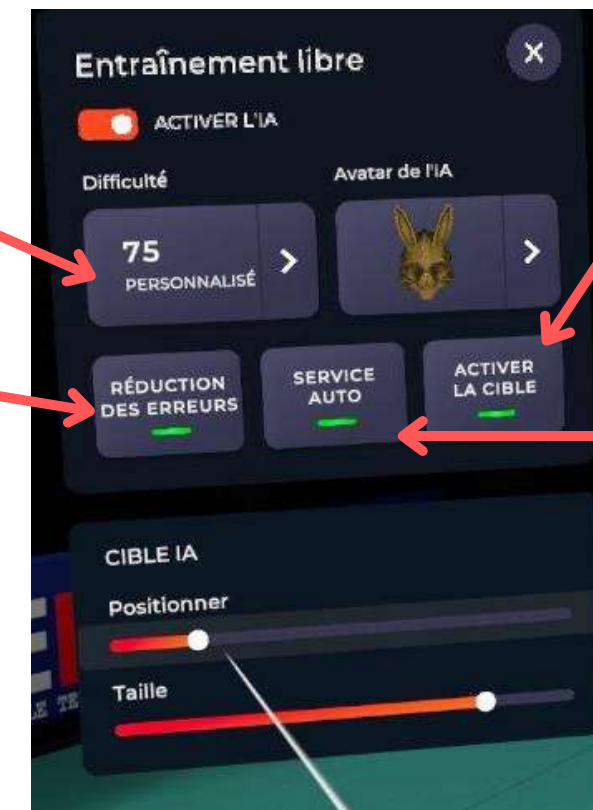 Entraînement libre
ACTIVER L'IA
Difficulté
Avatar de l'IA
75
PERSONNALISÉ
RÉDUCTION
DES ERREURS
SERVICE
AUTO
ACTIVER
LA CIBLE
CIBLE IA
Positionner
Taille